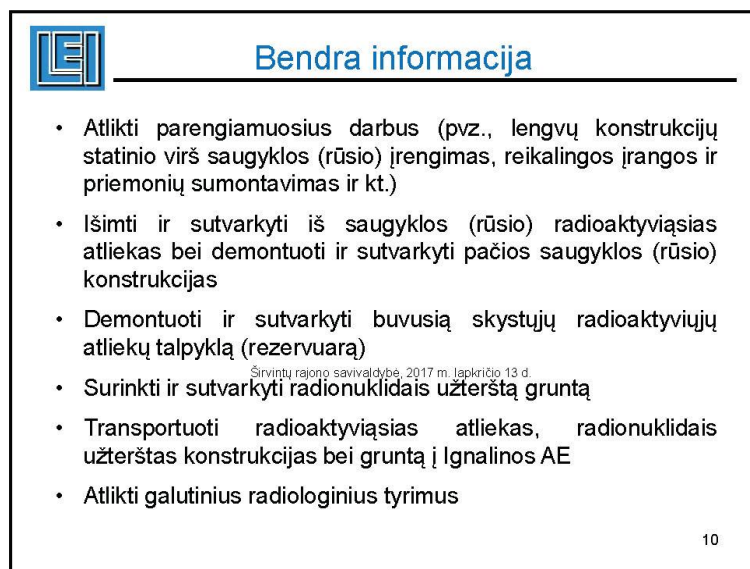 LEI
Bendra informacija
• Atlikti parengiamuosius darbus (pvz., lengvų konstrukcijų
statinio virš saugyklos (rūsio) įrengimas, reikalingos įrangos ir
priemonių sumontavimas ir kt.)
• Išimti ir sutvarkyti iš saugyklos (rūsio) radioaktyviąsias
atliekas bei demontuoti ir sutvarkyti pačios saugyklos (rūsio)
konstrukcijas
• Demontuoti ir sutvarkyti buvusią skystųjų radioaktyviųjų
atliekų talpyklą (rezervuarą)
Širvintų rajono savivaldybė, 2017 m. lapkričio 13 d.
• Surinkti ir sutvarkyti radionuklidais užterštą gruntą
• Transportuoti radioaktyviąsias atliekas, radionuklidais
užterštas konstrukcijas bei gruntą į Ignalinos AE
• Atlikti galutinius radiologinius tyrimus
10